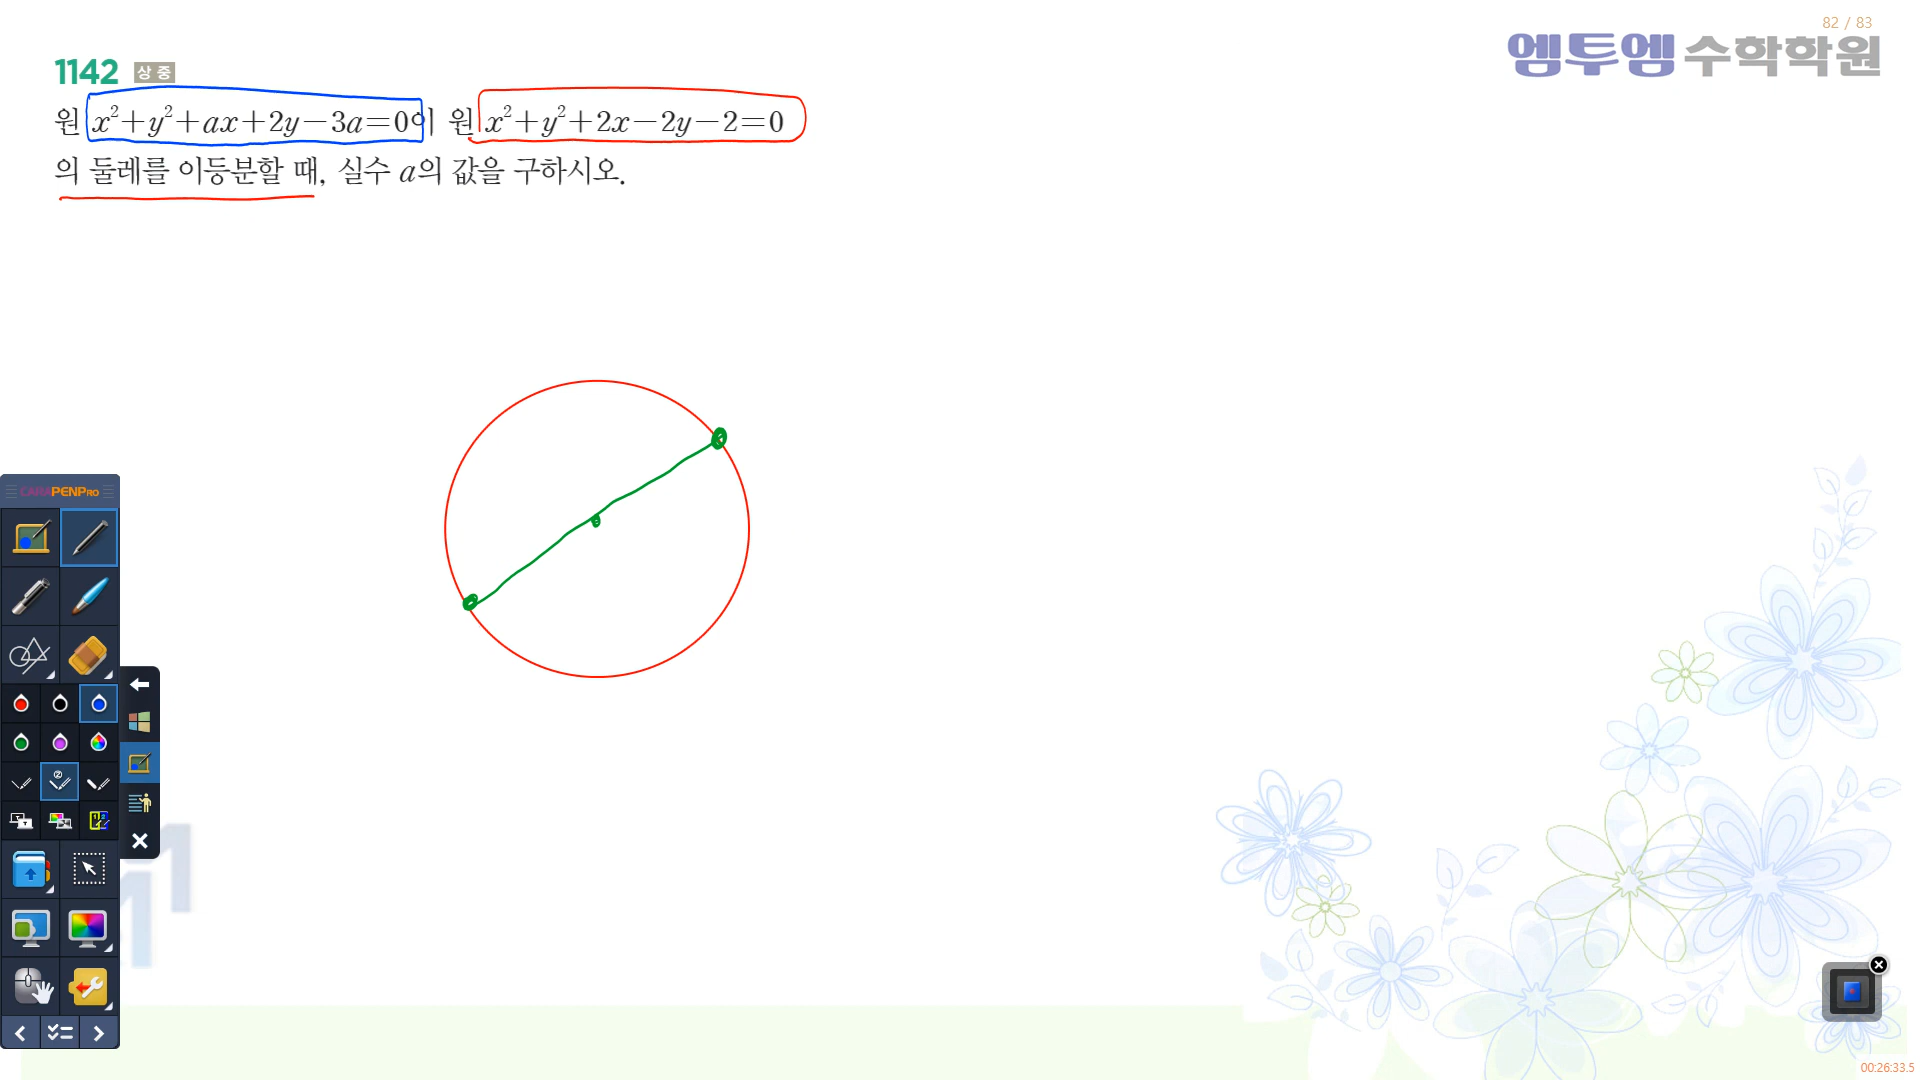 82 / 83
엠투엠 수학학원
1142 상 중
원 x²+y²+ax+2y−3a=0이 원 x²+y²+2x−2y−2=0
의 둘레를 이등분할 때, 실수 a의 값을 구하시오.
CARAPENPRO
00:26:33.5